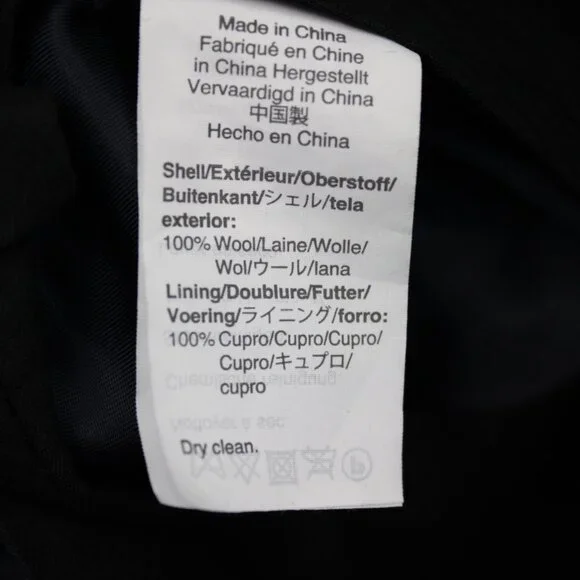 Made in China
Fabriqué en Chine
in China Hergestellt
Vervaardigd in China
中国製
Hecho en China
Shell/Extérieur/Oberstoff/
Buitenkant/シェル/tela
exterior:
100% Wool/Laine/Wolle/
Wol/ウール/lana
Lining/Doublure/Futter/
Voering/ライニング/forro:
100% Cupro/Cupro/Cupro/
Cupro/キュプロ/
cupro
Dry clean.